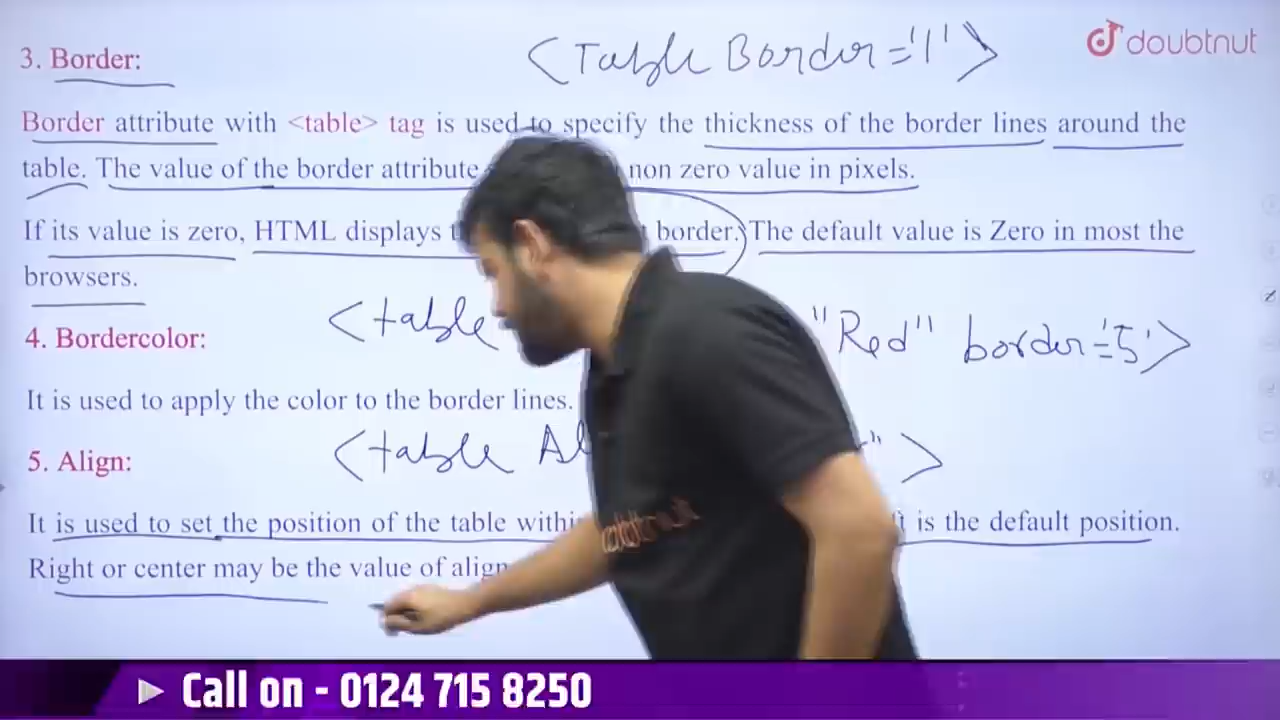 3. Border:
<Table Border='1'>
doubtnut
Border attribute with <table> tag is used to specify the thickness of the border lines around the
table. The value of the border attribute non zero value in pixels.
If its value is zero, HTML displays border. The default value is Zero in most the
browsers.
<table "Red" border='5'>
4. Bordercolor:
It is used to apply the color to the border lines.
<table Al >
5. Align:
It is used to set the position of the table within is the default position.
Right or center may be the value of align
Call on - 0124 715 8250